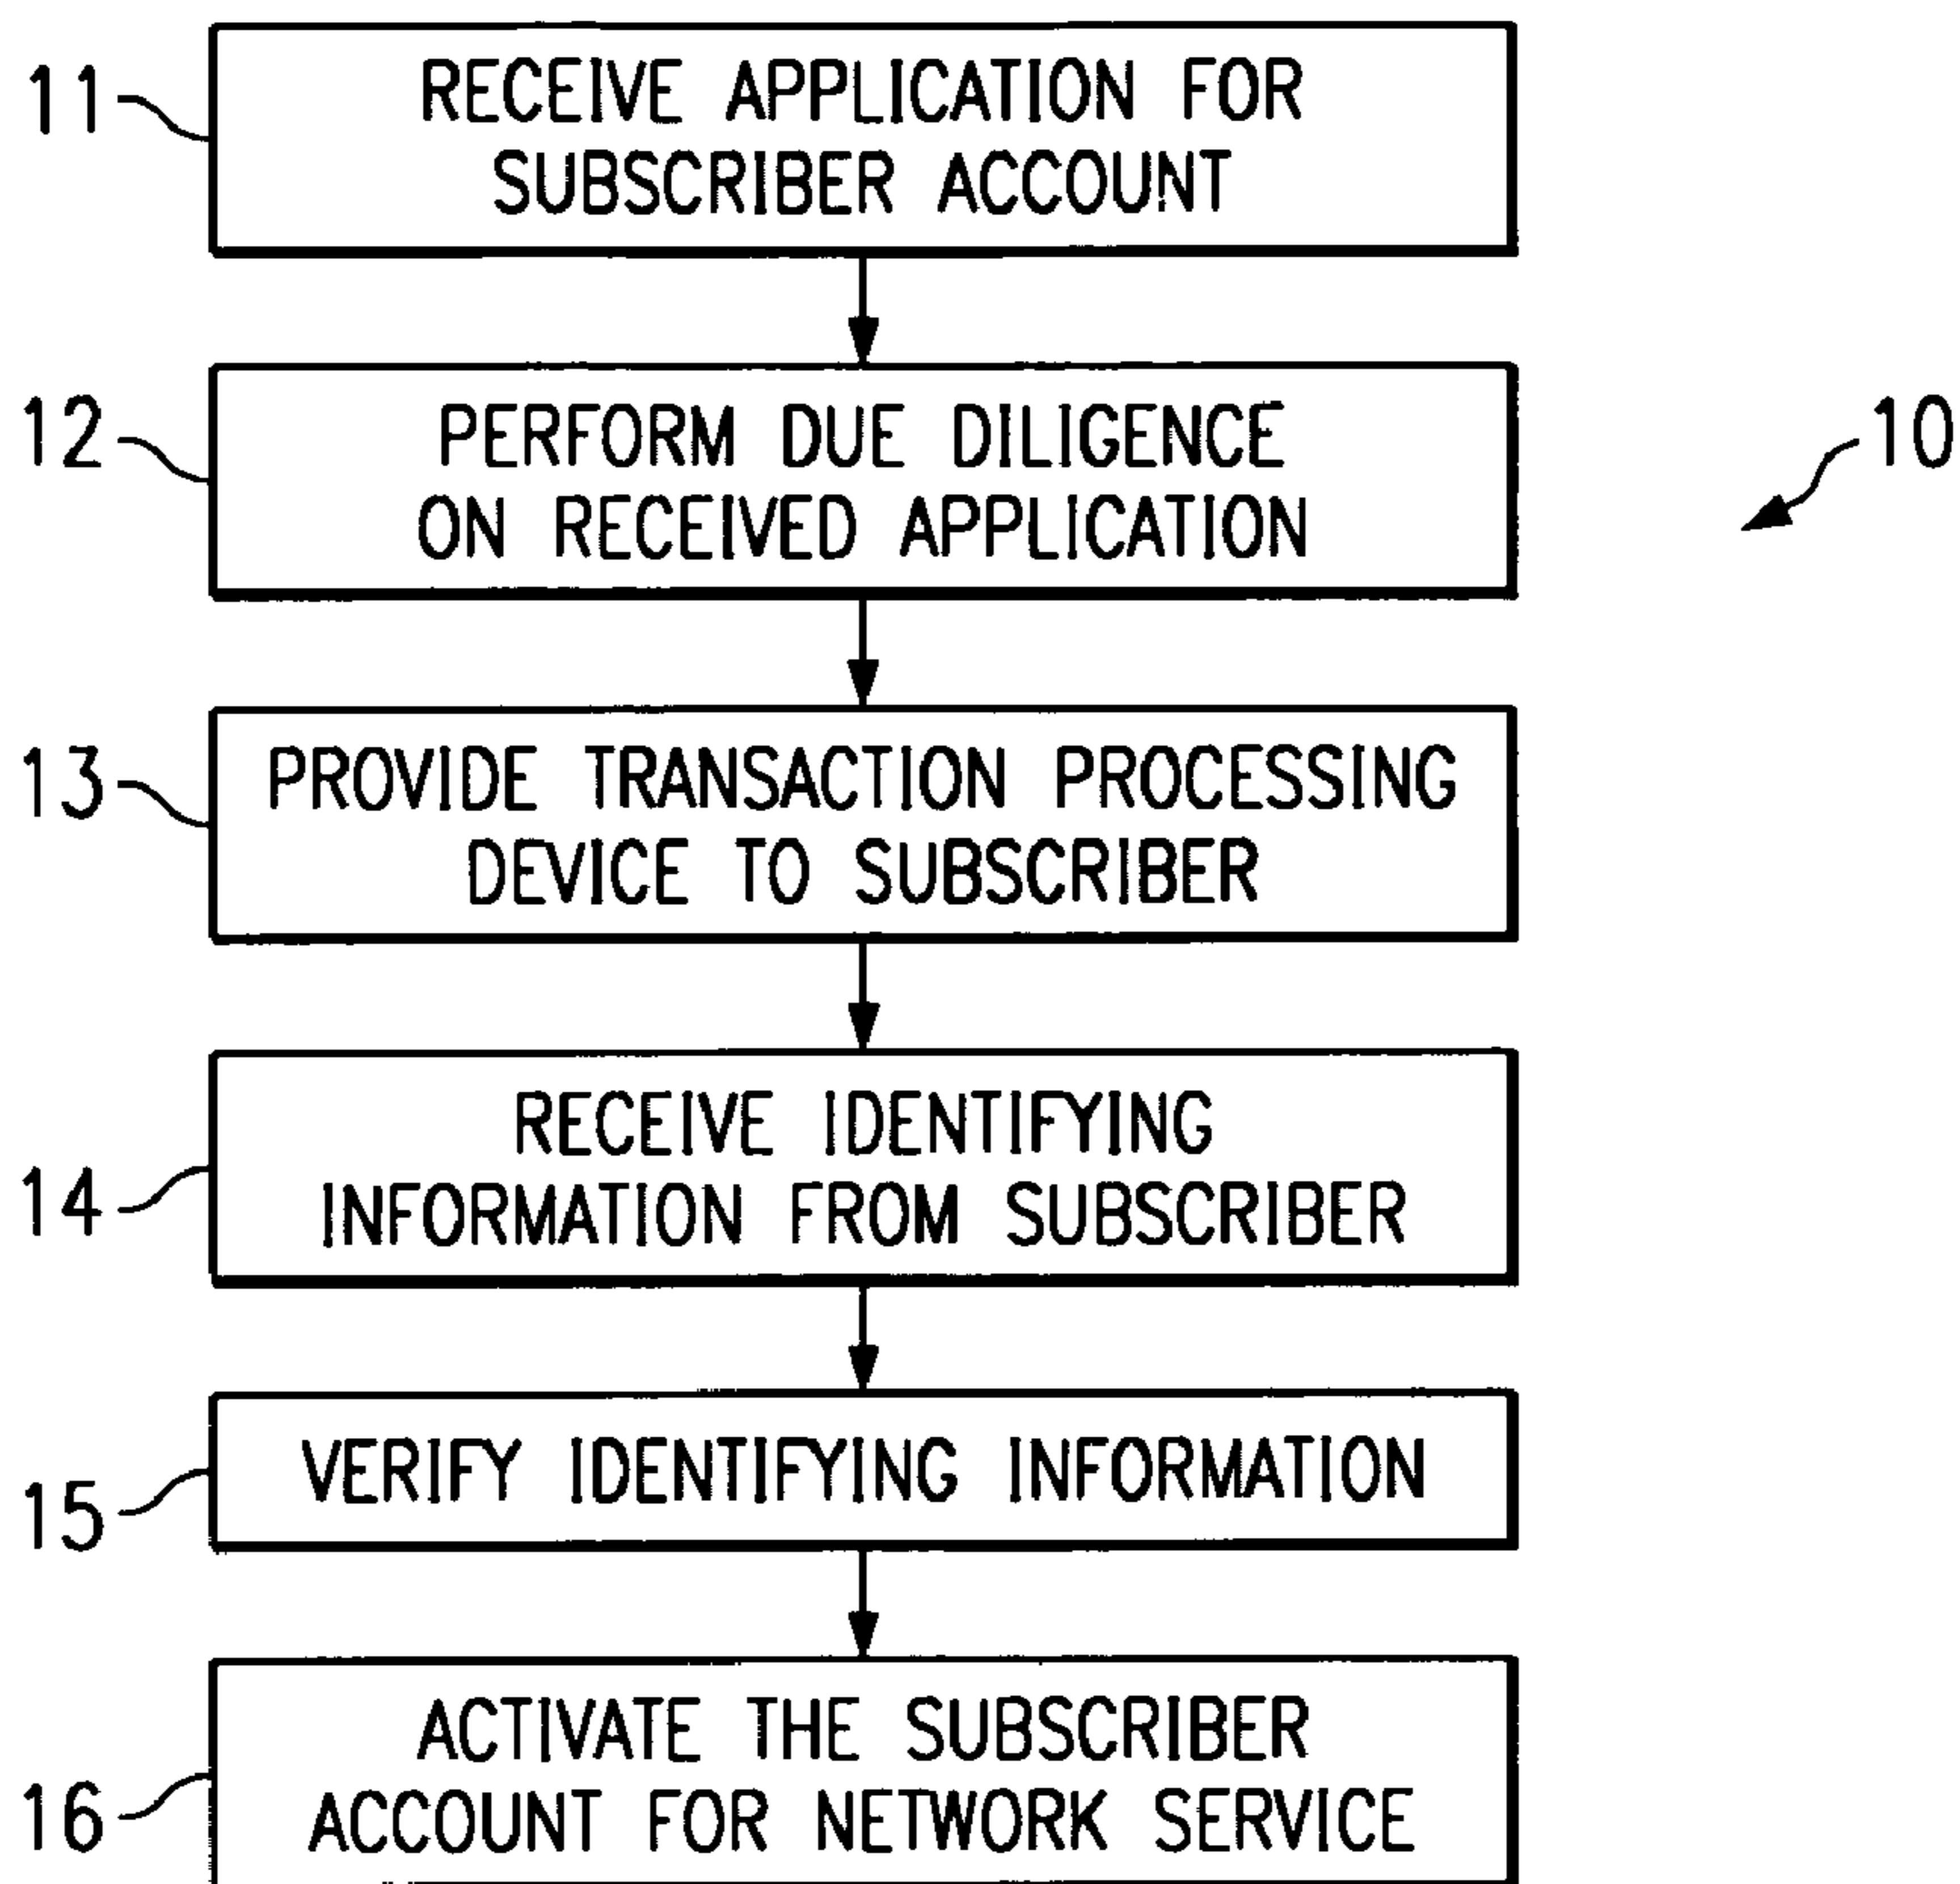 11
RECEIVE APPLICATION FOR
SUBSCRIBER ACCOUNT
12
PERFORM DUE DILIGENCE
ON RECEIVED APPLICATION
10
13
PROVIDE TRANSACTION PROCESSING
DEVICE TO SUBSCRIBER
14
RECEIVE IDENTIFYING
INFORMATION FROM SUBSCRIBER
15
VERIFY IDENTIFYING INFORMATION
16
ACTIVATE THE SUBSCRIBER
ACCOUNT FOR NETWORK SERVICE